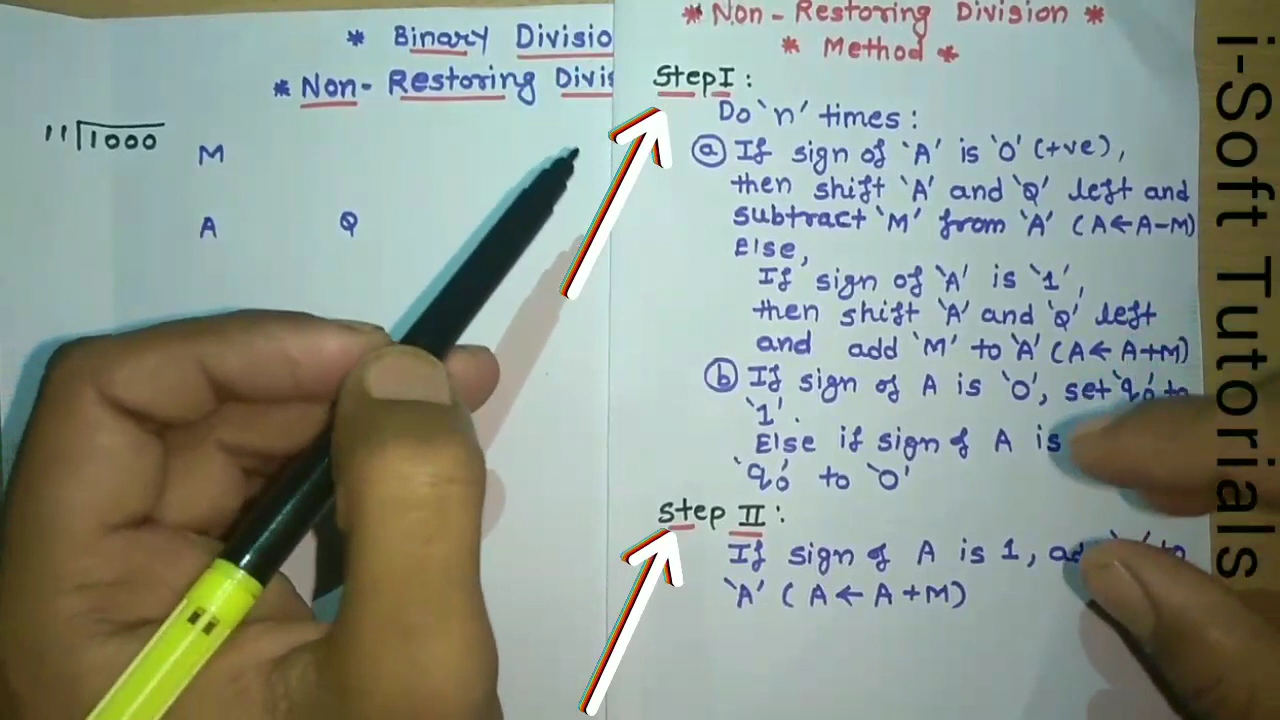 * Binary Divisio
* Non-Restoring Divis
11 1000
M
A Q
* Non-Restoring Division *
* Method *
Step I:
Do `n' times:
(a) If sign of `A' is `0' (+ve),
then shift `A' and `Q' left and
subtract `M' from `A' (A←A-M)
Else,
If sign of `A' is `1',
then shift `A' and `Q' left
and add `M' to `A' (A←A+M)
(b) If sign of A is `0', set `q0' to
`1'.
Else if sign of A is
`q0' to `0'
Step II:
If sign of A is 1, to
`A' (A←A+M)
i-Soft Tutorials